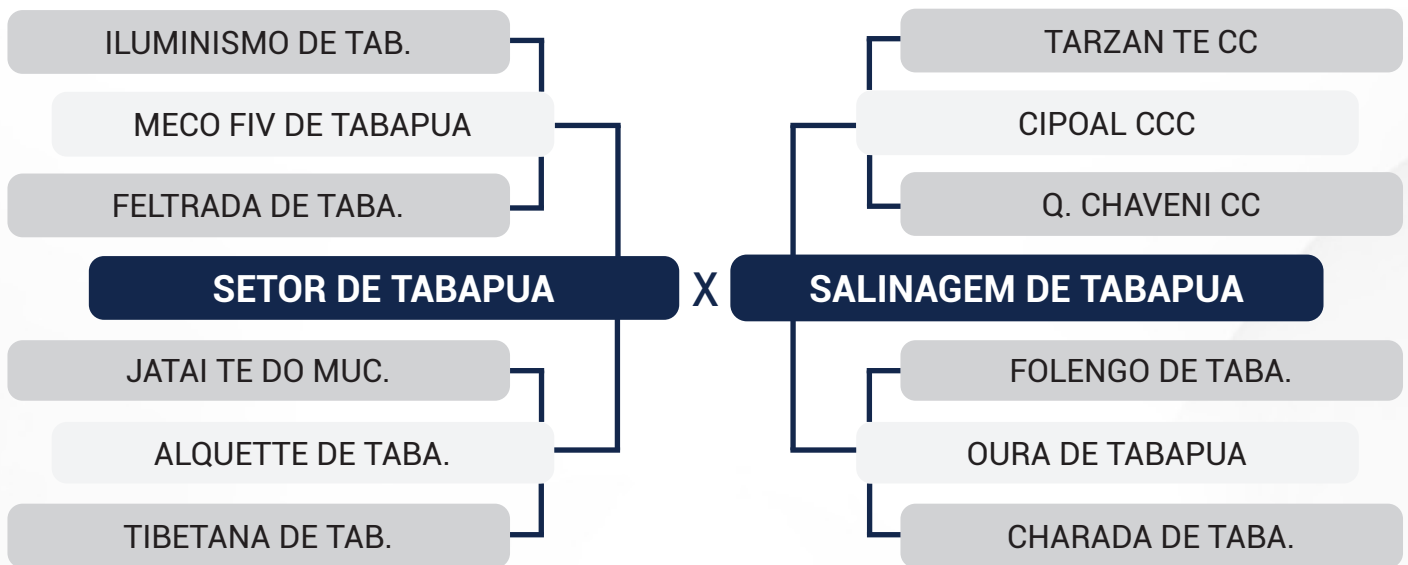 ILUMINISMO DE TAB.
MECO FIV DE TABAPUA
FELTRADA DE TABA.
SETOR DE TABAPUA
JATAI TE DO MUC.
ALQUETTE DE TABA.
TIBETANA DE TAB.
X
TARZAN TE CC
CIPOAL CCC
Q. CHAVENI CC
SALINAGEM DE TABAPUA
FOLENGO DE TABA.
OURA DE TABAPUA
CHARADA DE TABA.